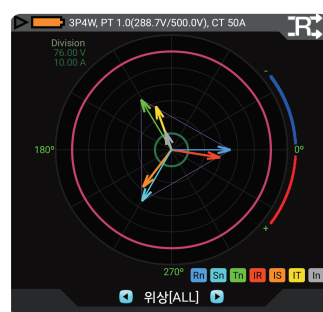 3P4W, PT 1.0(288.7V/500.0V), CT 50A
R
Division
76.00 V
10.00 A
-
180º
0º
+
270º
Rn Sn Tn IR IS IT In
위상[ALL]